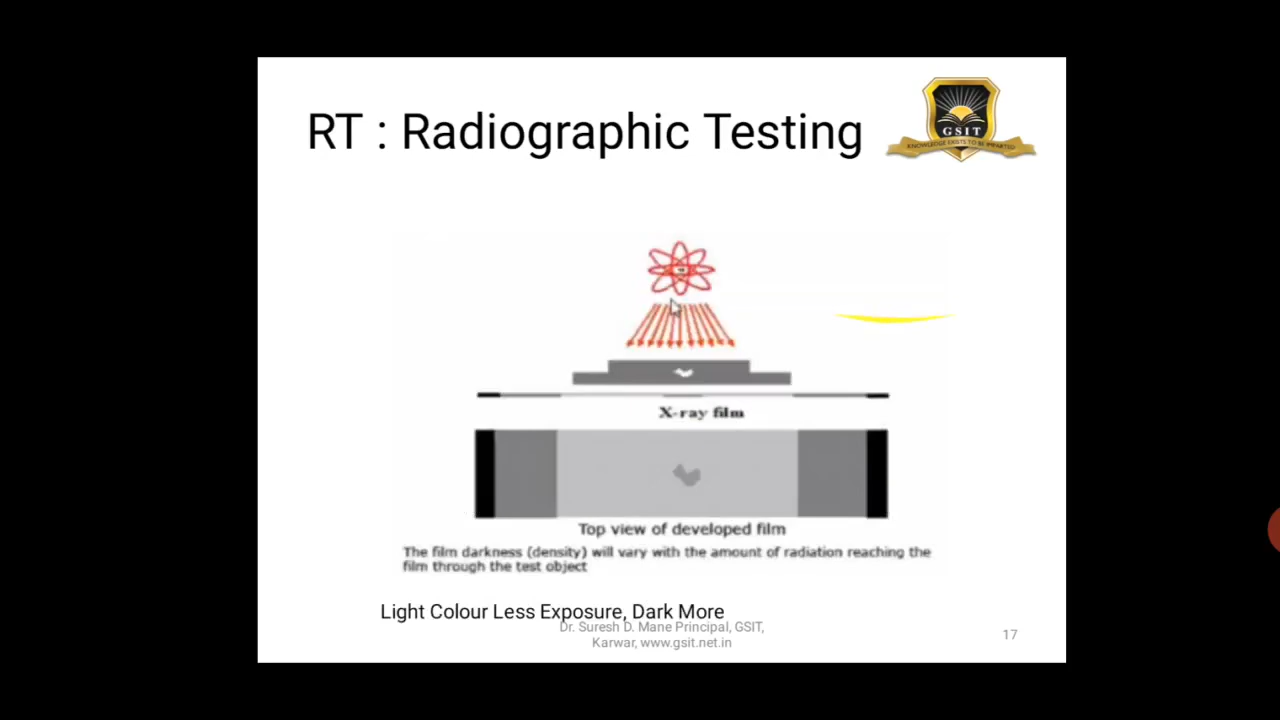 RT : Radiographic Testing
GSIT
KNOWLEDGE EXISTS TO BE IMPARTED
X-ray film
Top view of developed film
The film darkness (density) will vary with the amount of radiation reaching the
film through the test object
Light Colour Less Exposure, Dark More
Dr. Suresh D. Mane Principal, GSIT,
Karwar, www.gsit.net.in
17